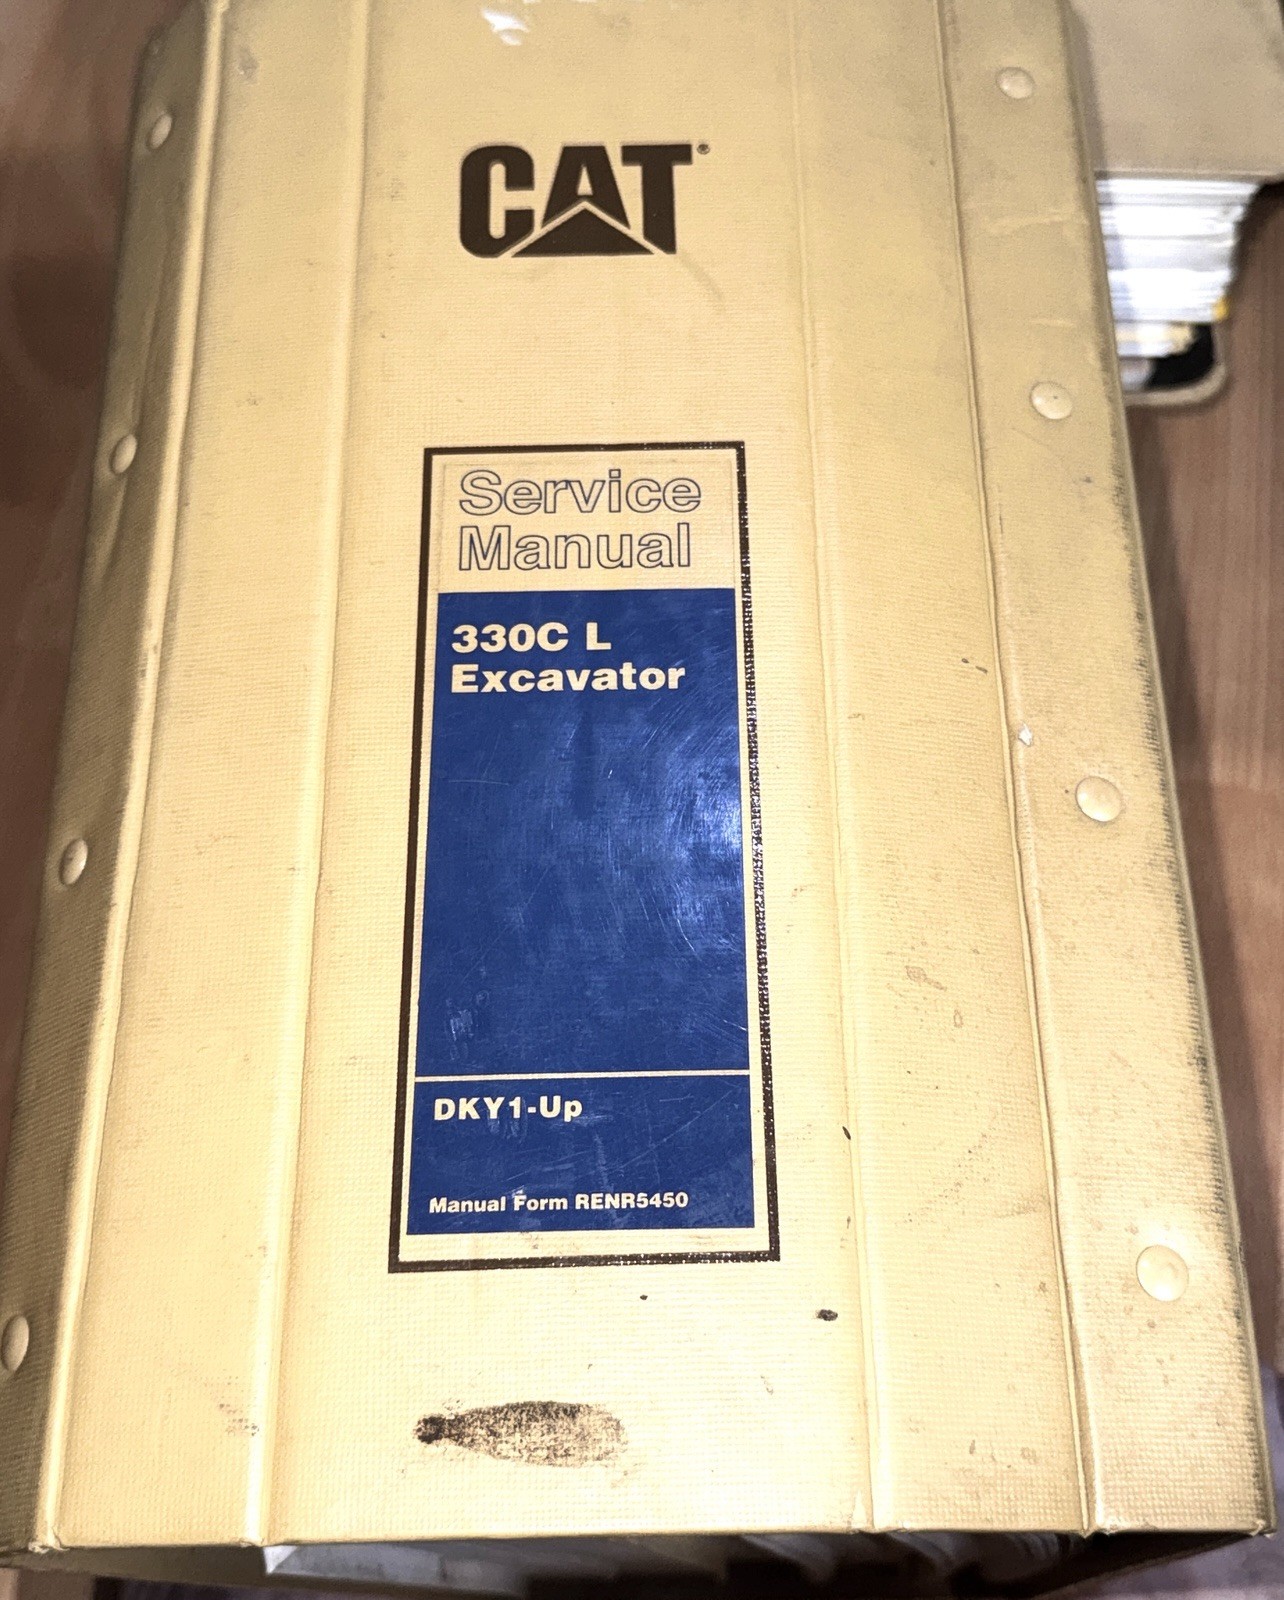 CAT®
Service
Manual
330C L
Excavator
DKY1-Up
Manual Form RENR5450